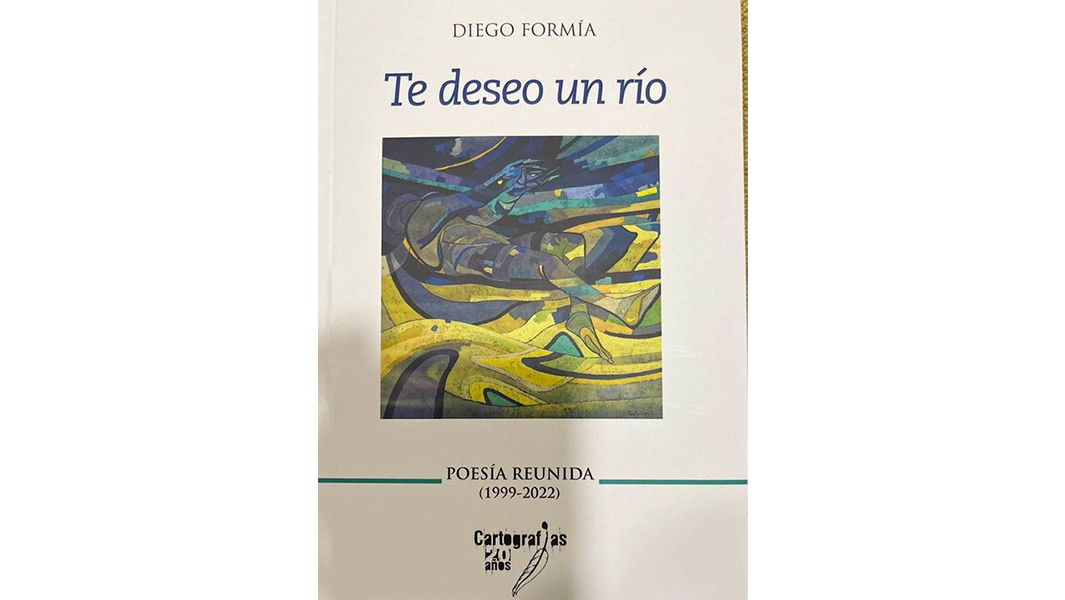 DIEGO FORMÍA
Te deseo un río
POESÍA REUNIDA
(1999-2022)
Cartografías
20
años